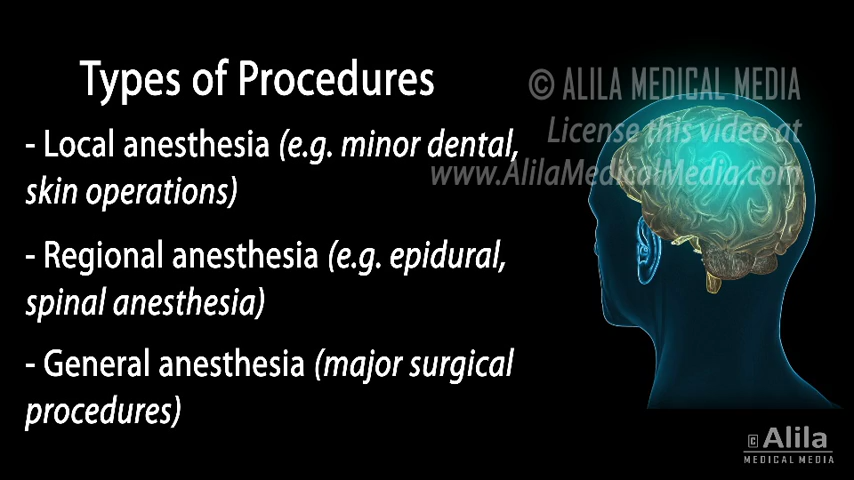 Types of Procedures
© ALILA MEDICAL MEDIA
License this video at
www.AlilaMedicalMedia.com
- Local anesthesia (e.g. minor dental,
skin operations)
- Regional anesthesia (e.g. epidural,
spinal anesthesia)
- General anesthesia (major surgical
procedures)
© Alila
MEDICAL MEDIA